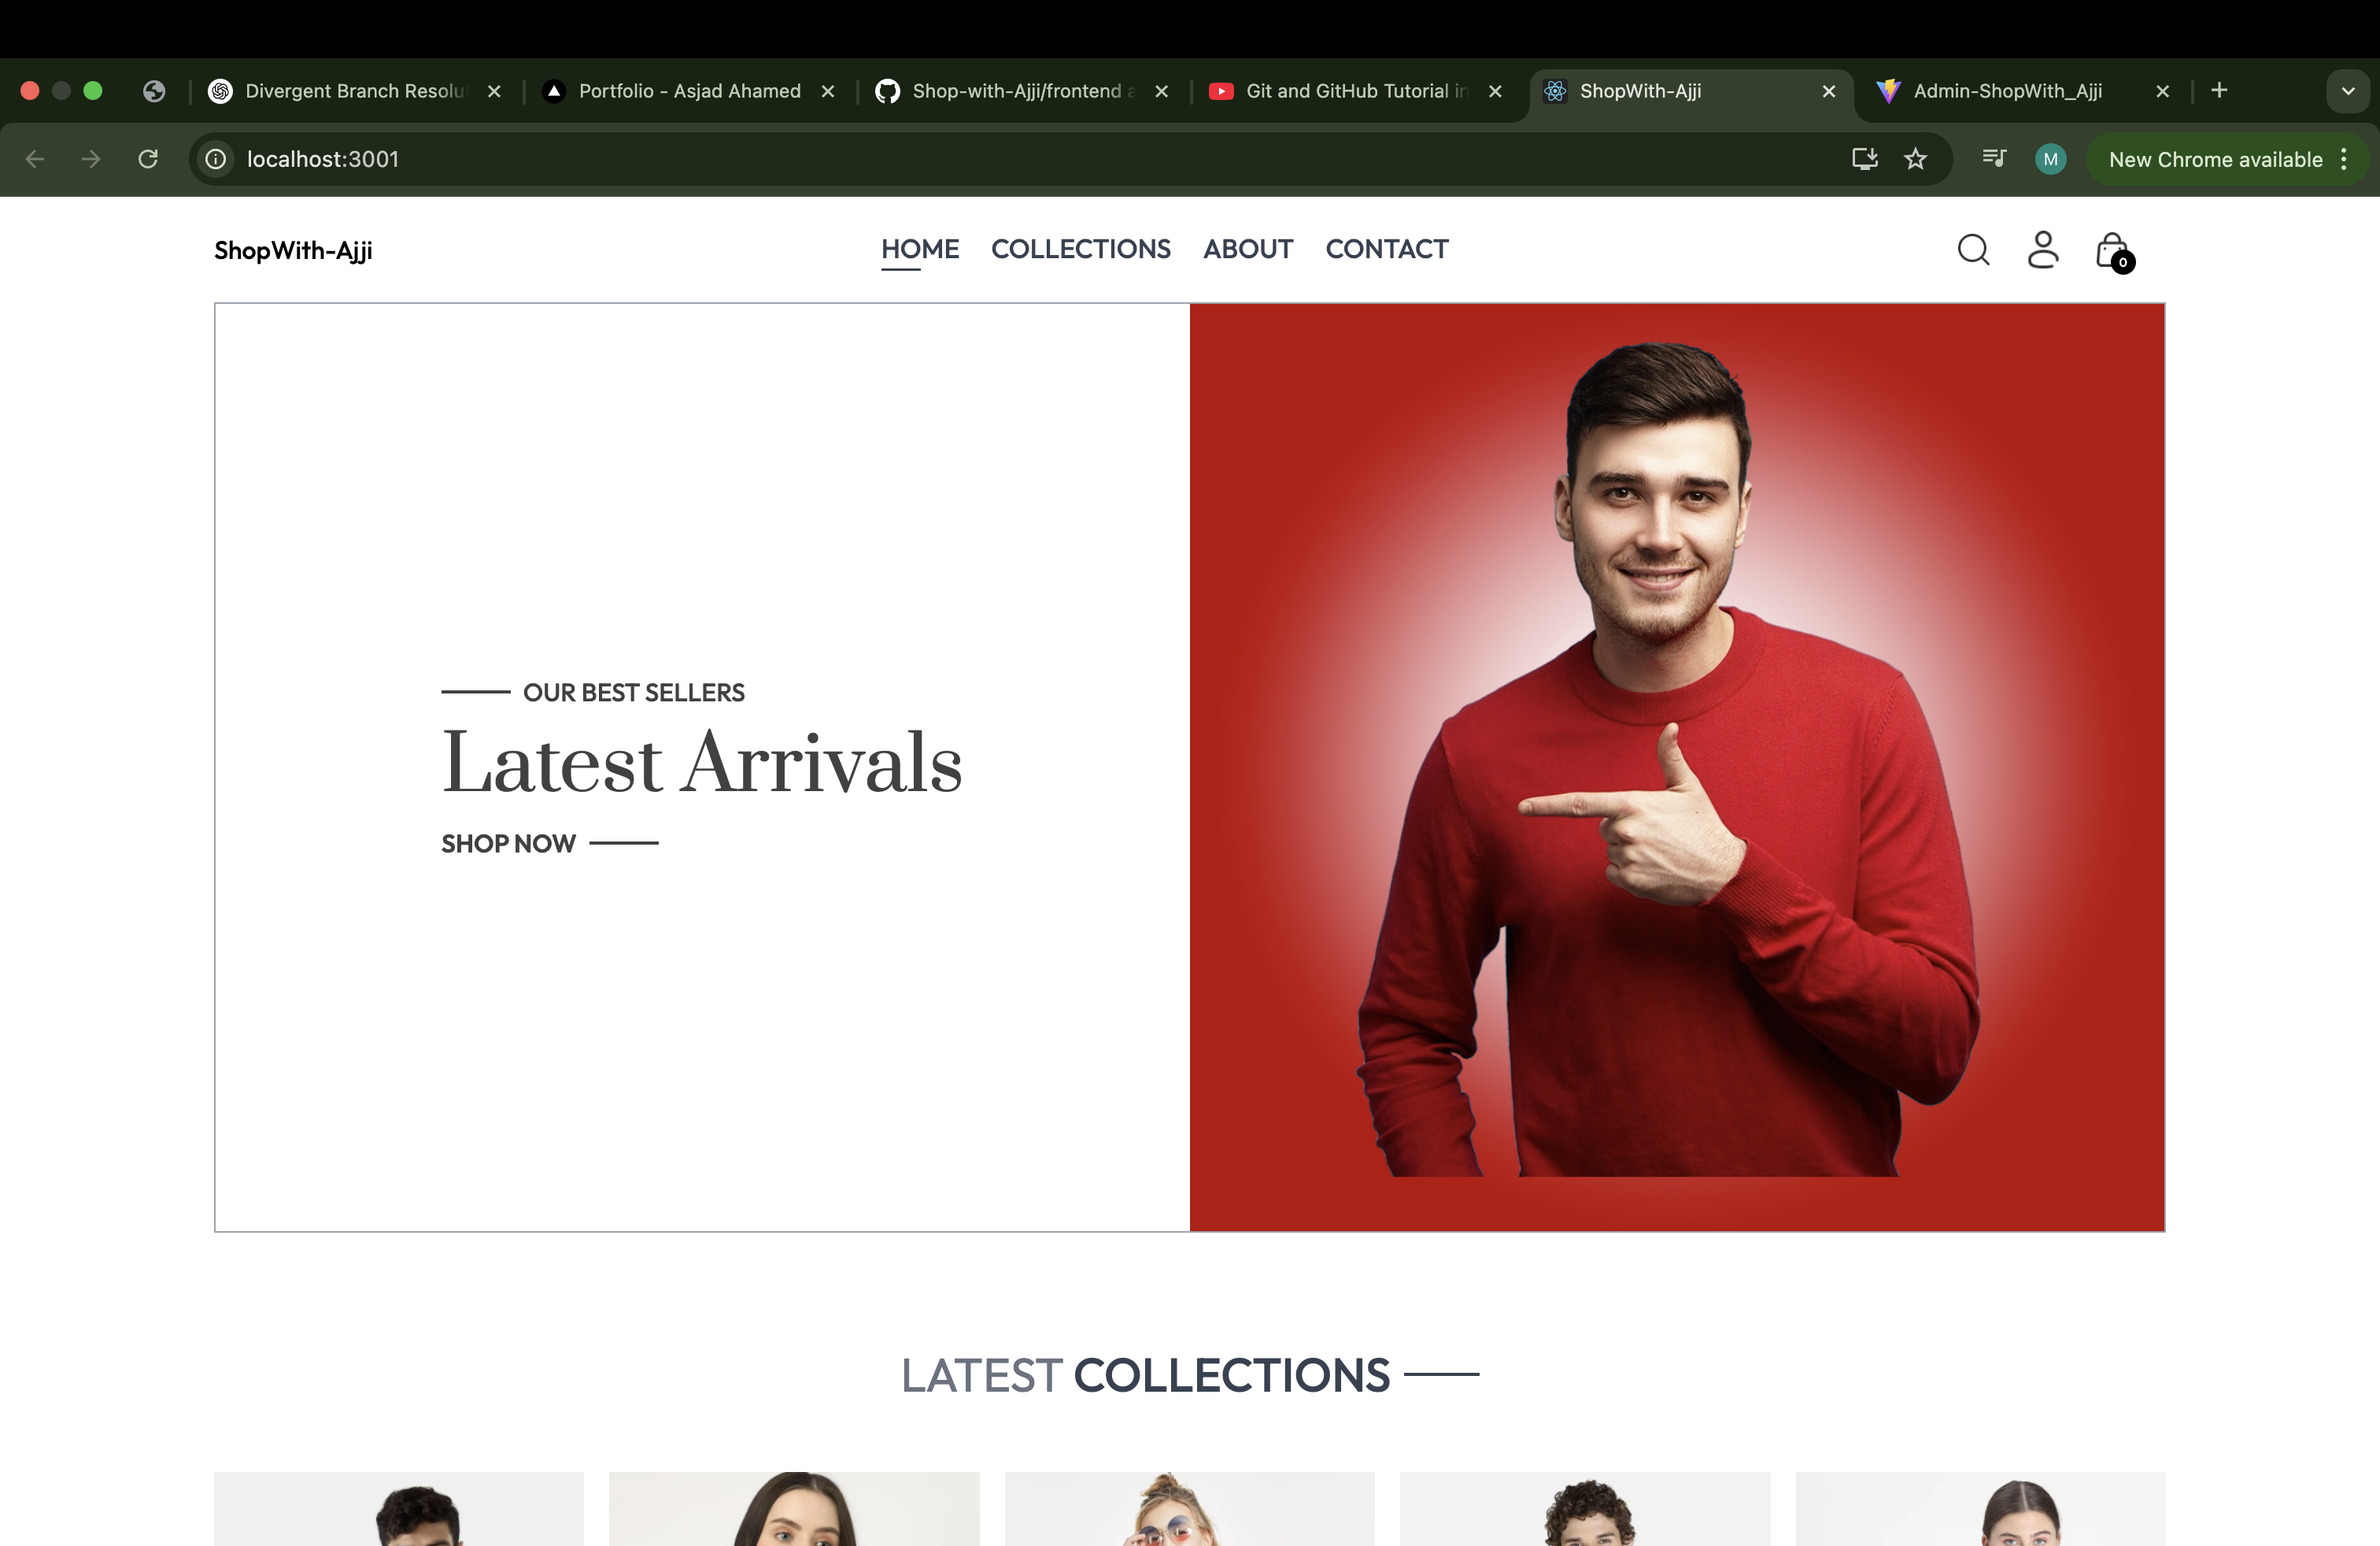 Divergent Branch Resolu
Portfolio - Asjad Ahamed
Shop-with-Ajji/frontend a
Git and GitHub Tutorial in
ShopWith-Ajji
Admin-ShopWith_Ajji
localhost:3001
M
New Chrome available
ShopWith-Ajji
HOME COLLECTIONS ABOUT CONTACT
0
OUR BEST SELLERS
Latest Arrivals
SHOP NOW
LATEST COLLECTIONS